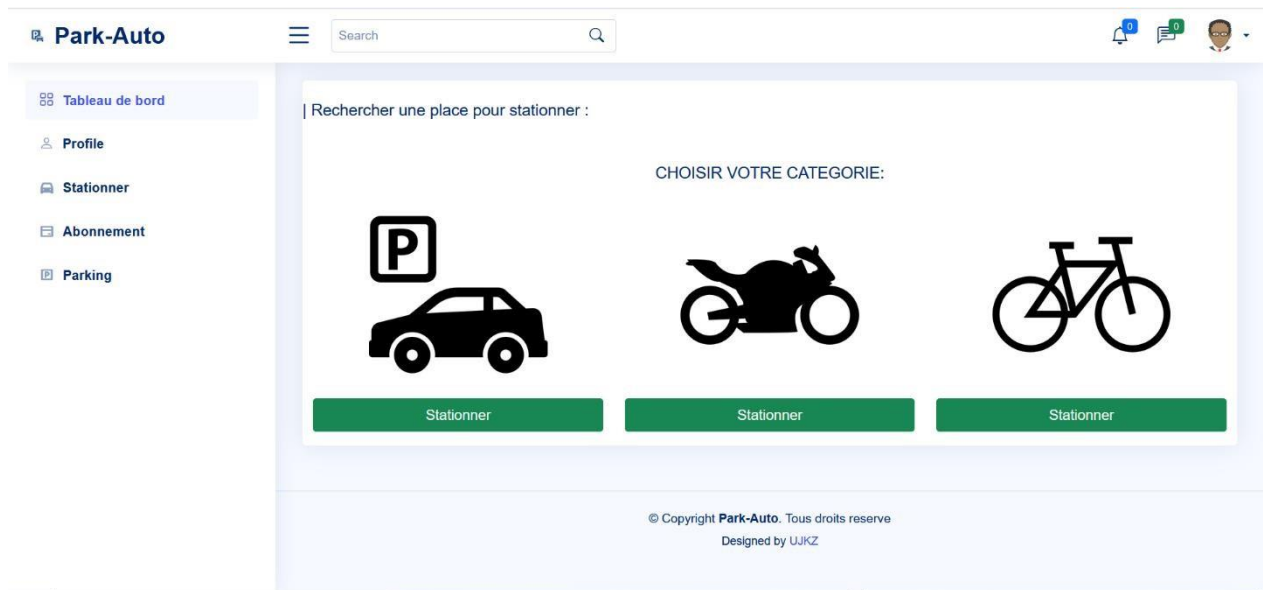 Park-Auto
Search
0
0
Tableau de bord
Profile
Stationner
Abonnement
Parking
| Rechercher une place pour stationner :
CHOISIR VOTRE CATEGORIE:
P
Stationner
Stationner
Stationner
© Copyright Park-Auto. Tous droits reserve
Designed by UJKZ